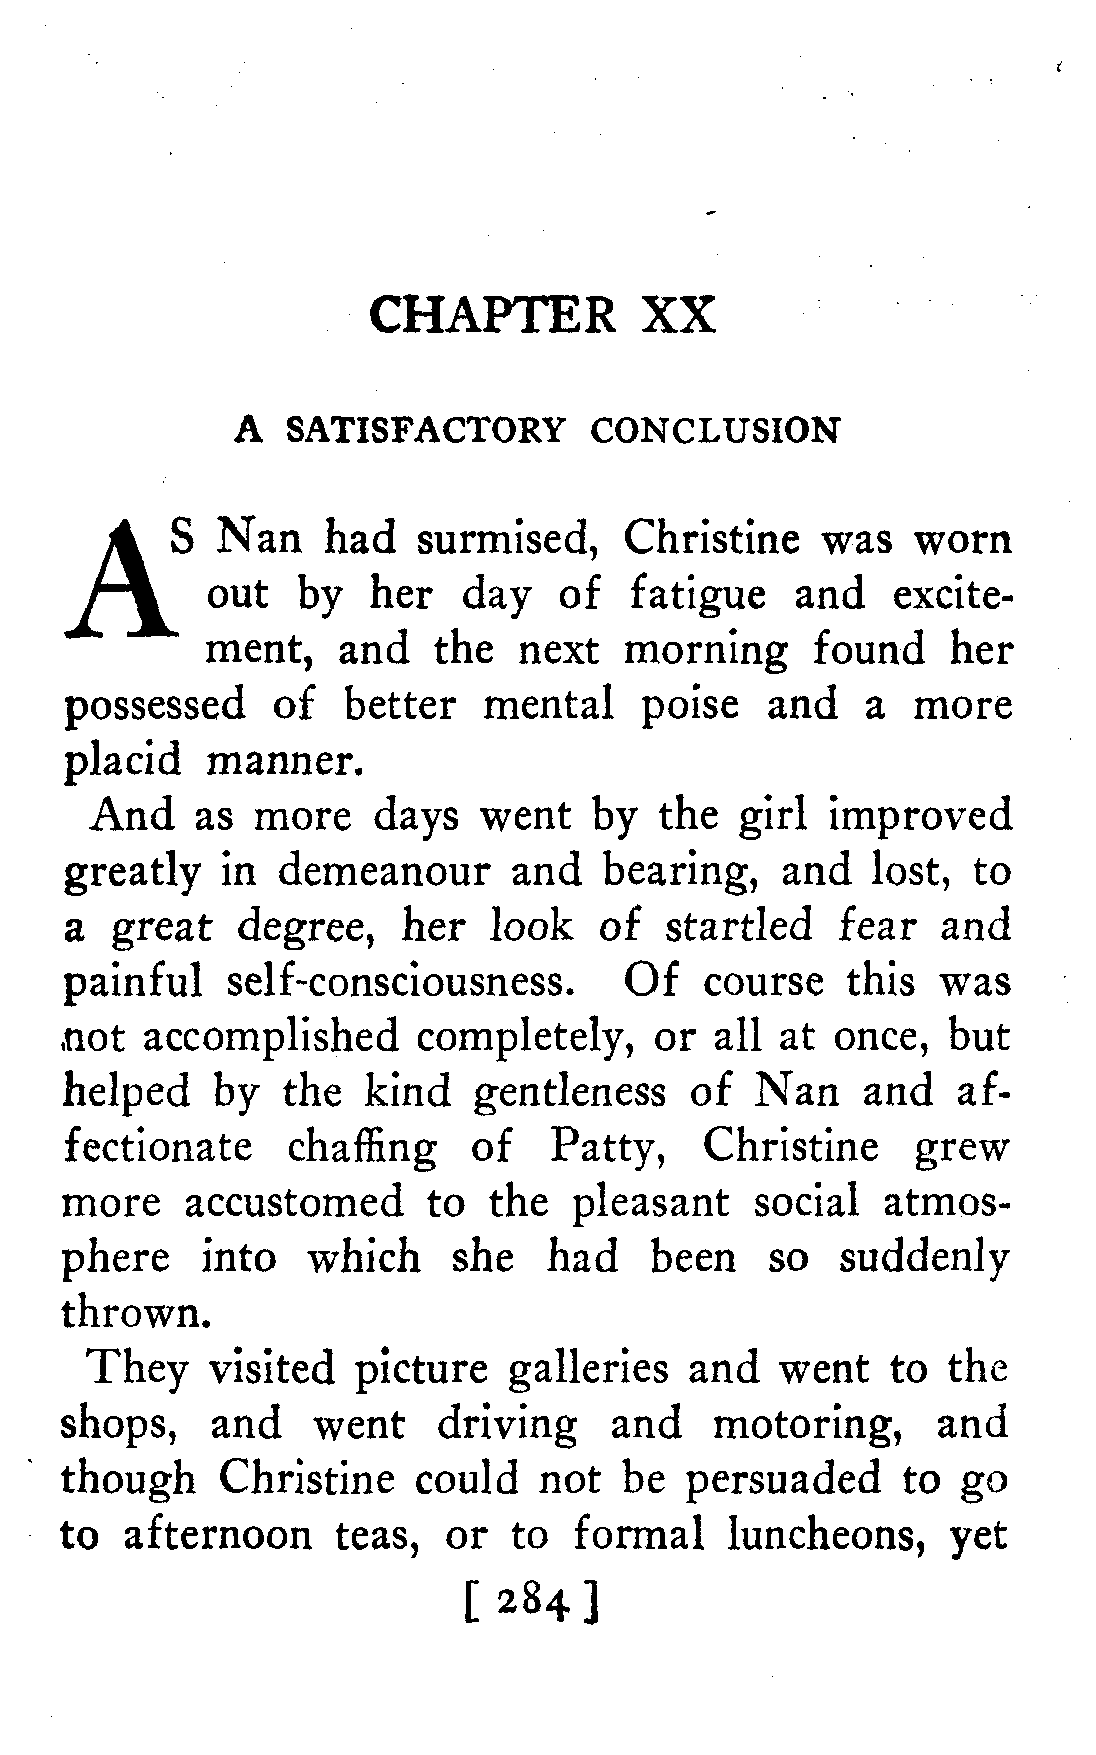 CHAPTER XX
A SATISFACTORY CONCLUSION
AS Nan had surmised, Christine was worn
out by her day of fatigue and excite-
ment, and the next morning found her
possessed of better mental poise and a more
placid manner.
And as more days went by the girl improved
greatly in demeanour and bearing, and lost, to
a great degree, her look of startled fear and
painful self-consciousness. Of course this was
not accomplished completely, or all at once, but
helped by the kind gentleness of Nan and af-
fectionate chaffing of Patty, Christine grew
more accustomed to the pleasant social atmos-
phere into which she had been so suddenly
thrown.
They visited picture galleries and went to the
shops, and went driving and motoring, and
though Christine could not be persuaded to go
to afternoon teas, or to formal luncheons, yet
[ 284 ]